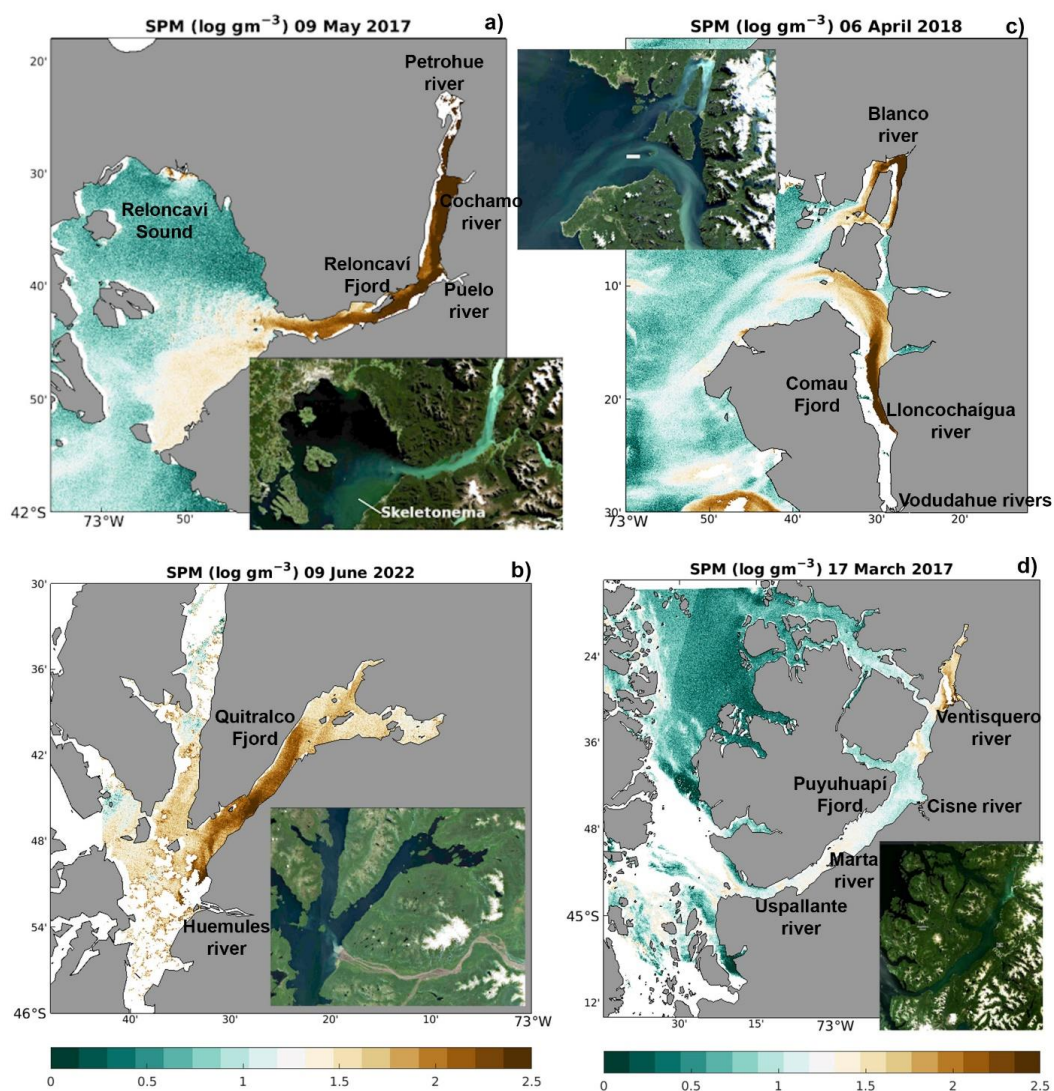 SPM (log gm⁻³) 09 May 2017
a)
20'
30'
40'
50'
42°S
73°W
50'
Petrohue
river
Cochamo
river
Reloncaví
Sound
Reloncaví
Fjord
Puelo
river
Skeletonema
SPM (log gm⁻³) 06 April 2018
c)
Blanco
river
10'
20'
30'
73°W
50'
40'
30'
20'
Comau
Fjord
Lloncochaígua
river
Vodudahue rivers
SPM (log gm⁻³) 09 June 2022
b)
30'
36'
42'
48'
54'
46°S
40'
30'
20'
10'
73°W
Quitralco
Fjord
Huemules
river
SPM (log gm⁻³) 17 March 2017
d)
24'
36'
48'
45°S
12'
30'
15'
73°W
Ventisquero
river
Puyuhuapí
Fjord
Cisne river
Marta
river
Uspallante
river
0 0.5 1 1.5 2 2.5
0 0.5 1 1.5 2 2.5